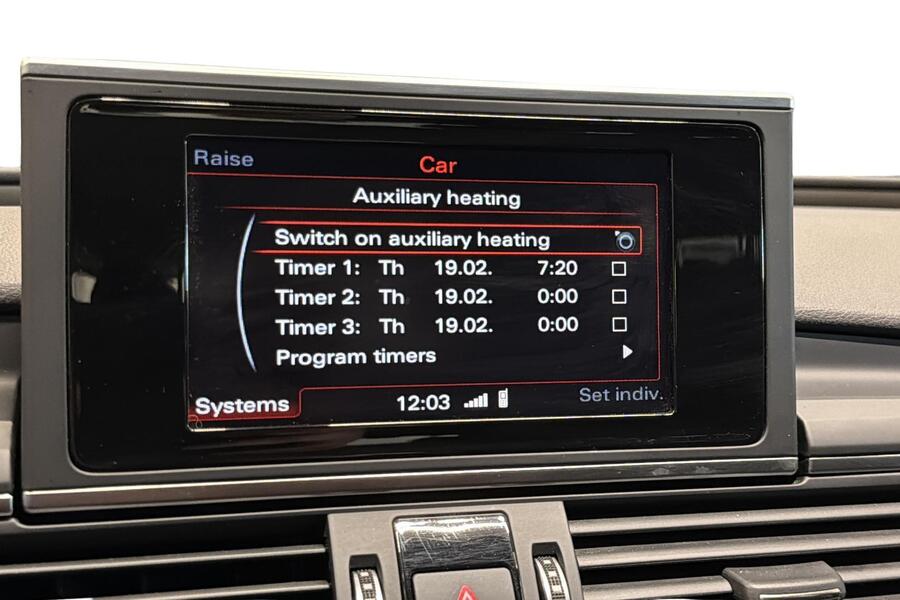 Raise
Car
Auxiliary heating
Switch on auxiliary heating
Timer 1: Th 19.02. 7:20
Timer 2: Th 19.02. 0:00
Timer 3: Th 19.02. 0:00
Program timers
Set indiv.
Systems 12:03